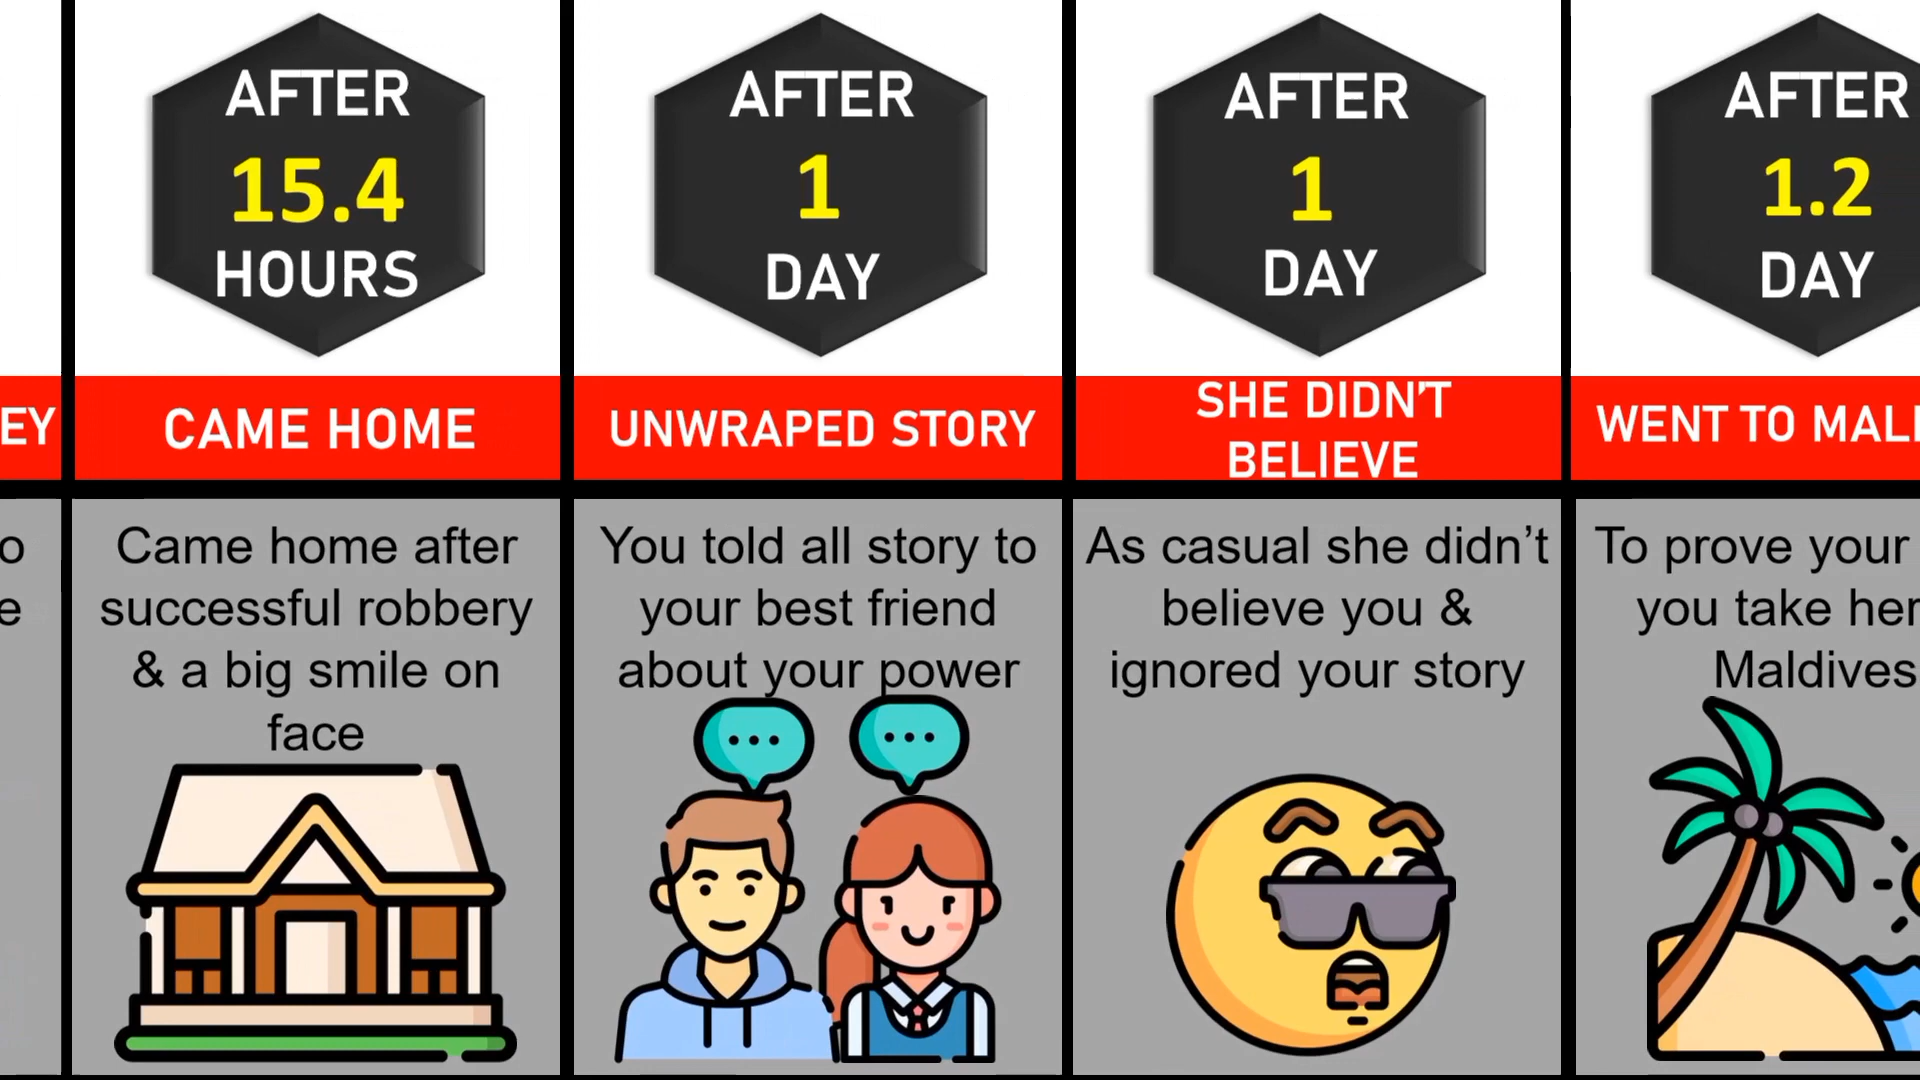 EY
o
e
AFTER
15.4
HOURS
CAME HOME
Came home after
successful robbery
& a big smile on
face
AFTER
1
DAY
UNWRAPED STORY
You told all story to
your best friend
about your power
AFTER
1
DAY
SHE DIDN'T
BELIEVE
As casual she didn't
believe you &
ignored your story
AFTER
1.2
DAY
WENT TO MAL
To prove your
you take her
Maldives